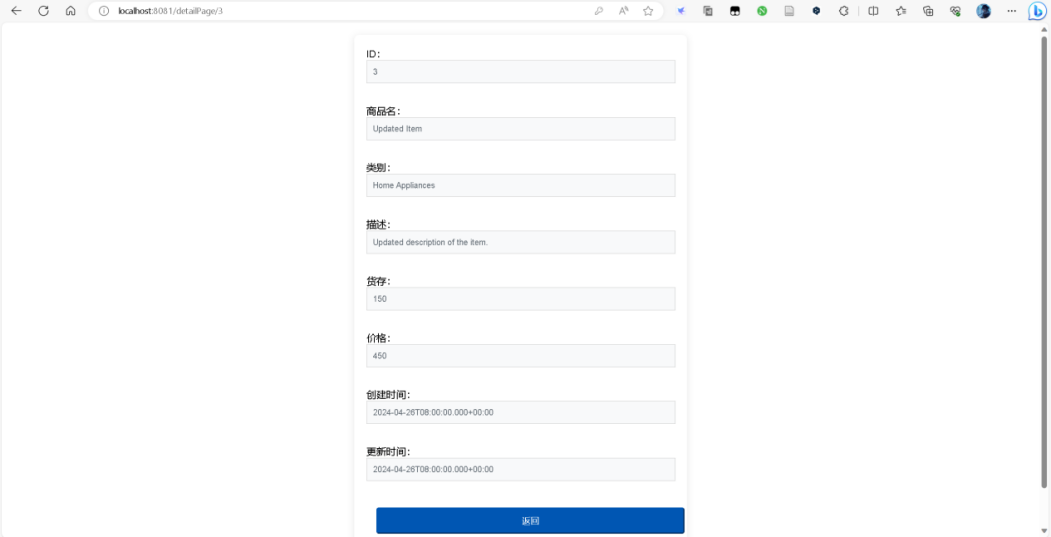 localhost:8081/detailPage/3
ID：
3
商品名：
Updated Item
类别：
Home Appliances
描述：
Updated description of the item.
货存：
150
价格：
450
创建时间：
2024-04-26T08:00:00.000+00:00
更新时间：
2024-04-26T08:00:00.000+00:00
返回